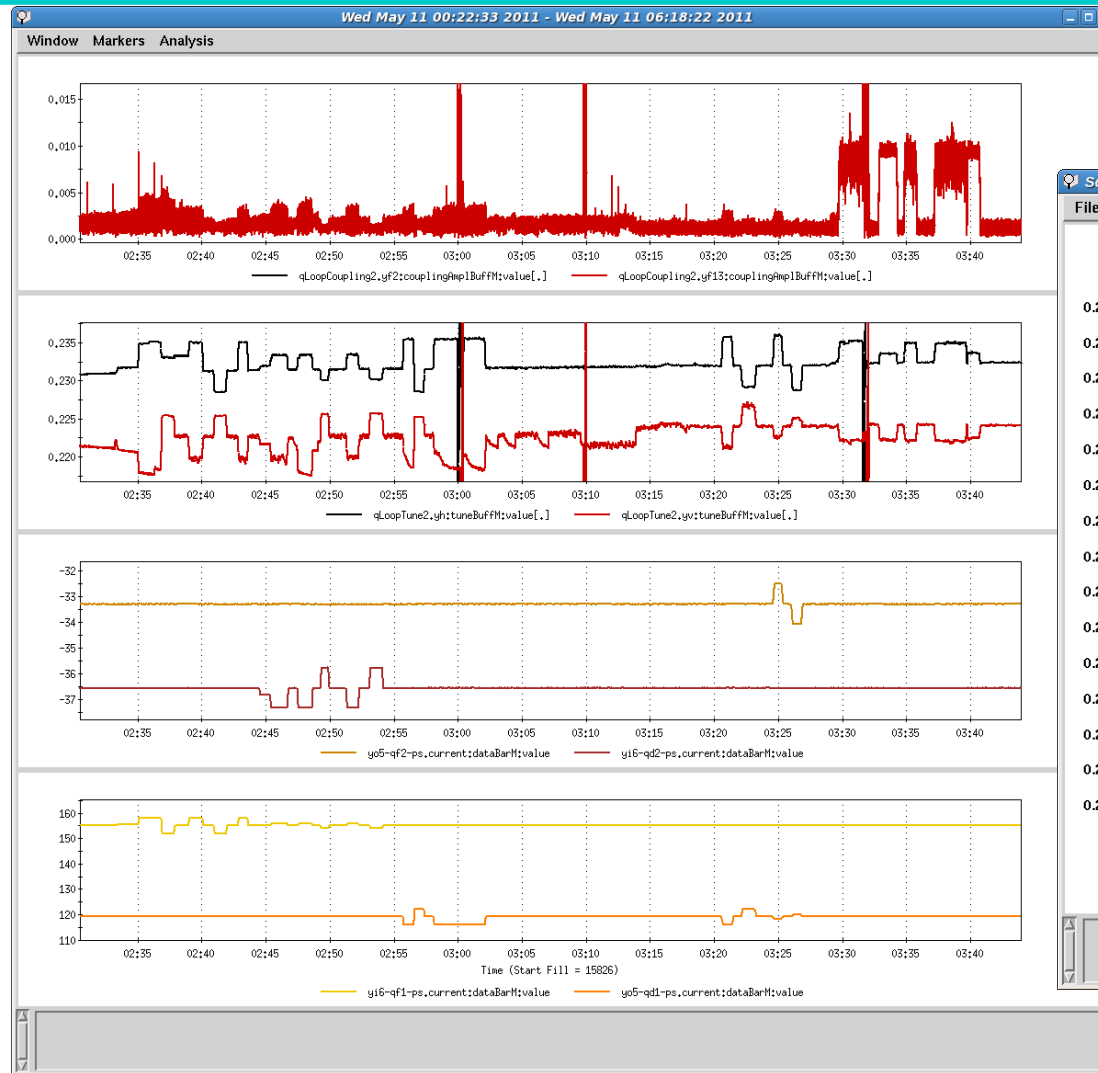 Wed May 11 00:22:33 2011 - Wed May 11 06:18:22 2011
Window Markers Analysis
0.015
0.010
0.005
0.000
02:35 02:40 02:45 02:50 02:55 03:00 03:05 03:10 03:15 03:20 03:25 03:30 03:35 03:40
qLoopCoupling2.yf2:couplingAmplBuffM:value[.] qLoopCoupling2.yf13:couplingAmplBuffM:value[.]
0.235
0.230
0.225
0.220
02:35 02:40 02:45 02:50 02:55 03:00 03:05 03:10 03:15 03:20 03:25 03:30 03:35 03:40
qLoopTune2.yh:tuneBuffM:value[.] qLoopTune2.yv:tuneBuffM:value[.]
-32
-33
-34
-35
-36
-37
02:35 02:40 02:45 02:50 02:55 03:00 03:05 03:10 03:15 03:20 03:25 03:30 03:35 03:40
yo5-qf2-ps.current:dataBarM:value yi6-qd2-ps.current:dataBarM:value
160
150
140
130
120
110
02:35 02:40 02:45 02:50 02:55 03:00 03:05 03:10 03:15 03:20 03:25 03:30 03:35 03:40
Time (Start Fill = 15826)
yi6-qf1-ps.current:dataBarM:value yo5-qd1-ps.current:dataBarM:value
File